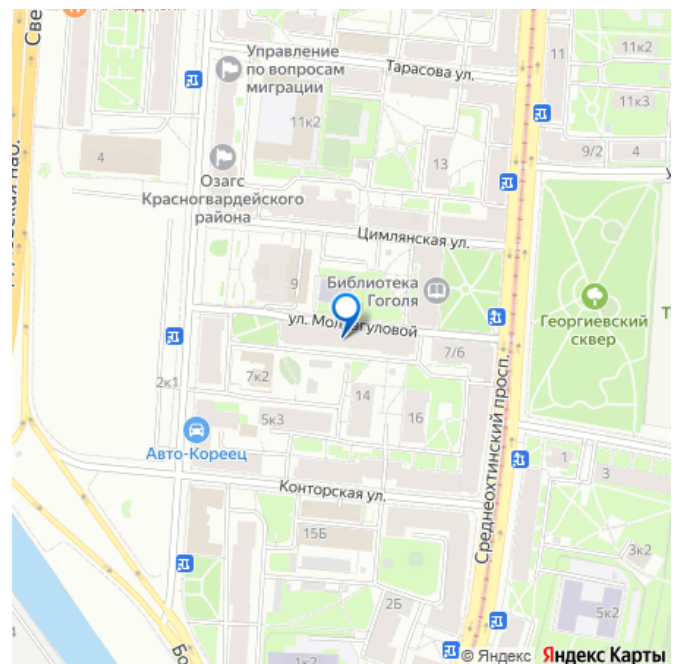 Управление
по вопросам
миграции
Тарасова ул.
11
11к2
11к3
11к2
9/2
4
4
13
Озагс
Красногвардейского
района
Цимлянская ул.
9
Библиотека
Гоголя
Георгиевский
сквер
7/6
2к1
7к2
14
16
5к3
Авто-Кореец
Среднеохтинский просп.
Конторская ул.
1
3
15Б
3к2
2Б
5к2
1к2
© Яндекс
Яндекс Карты